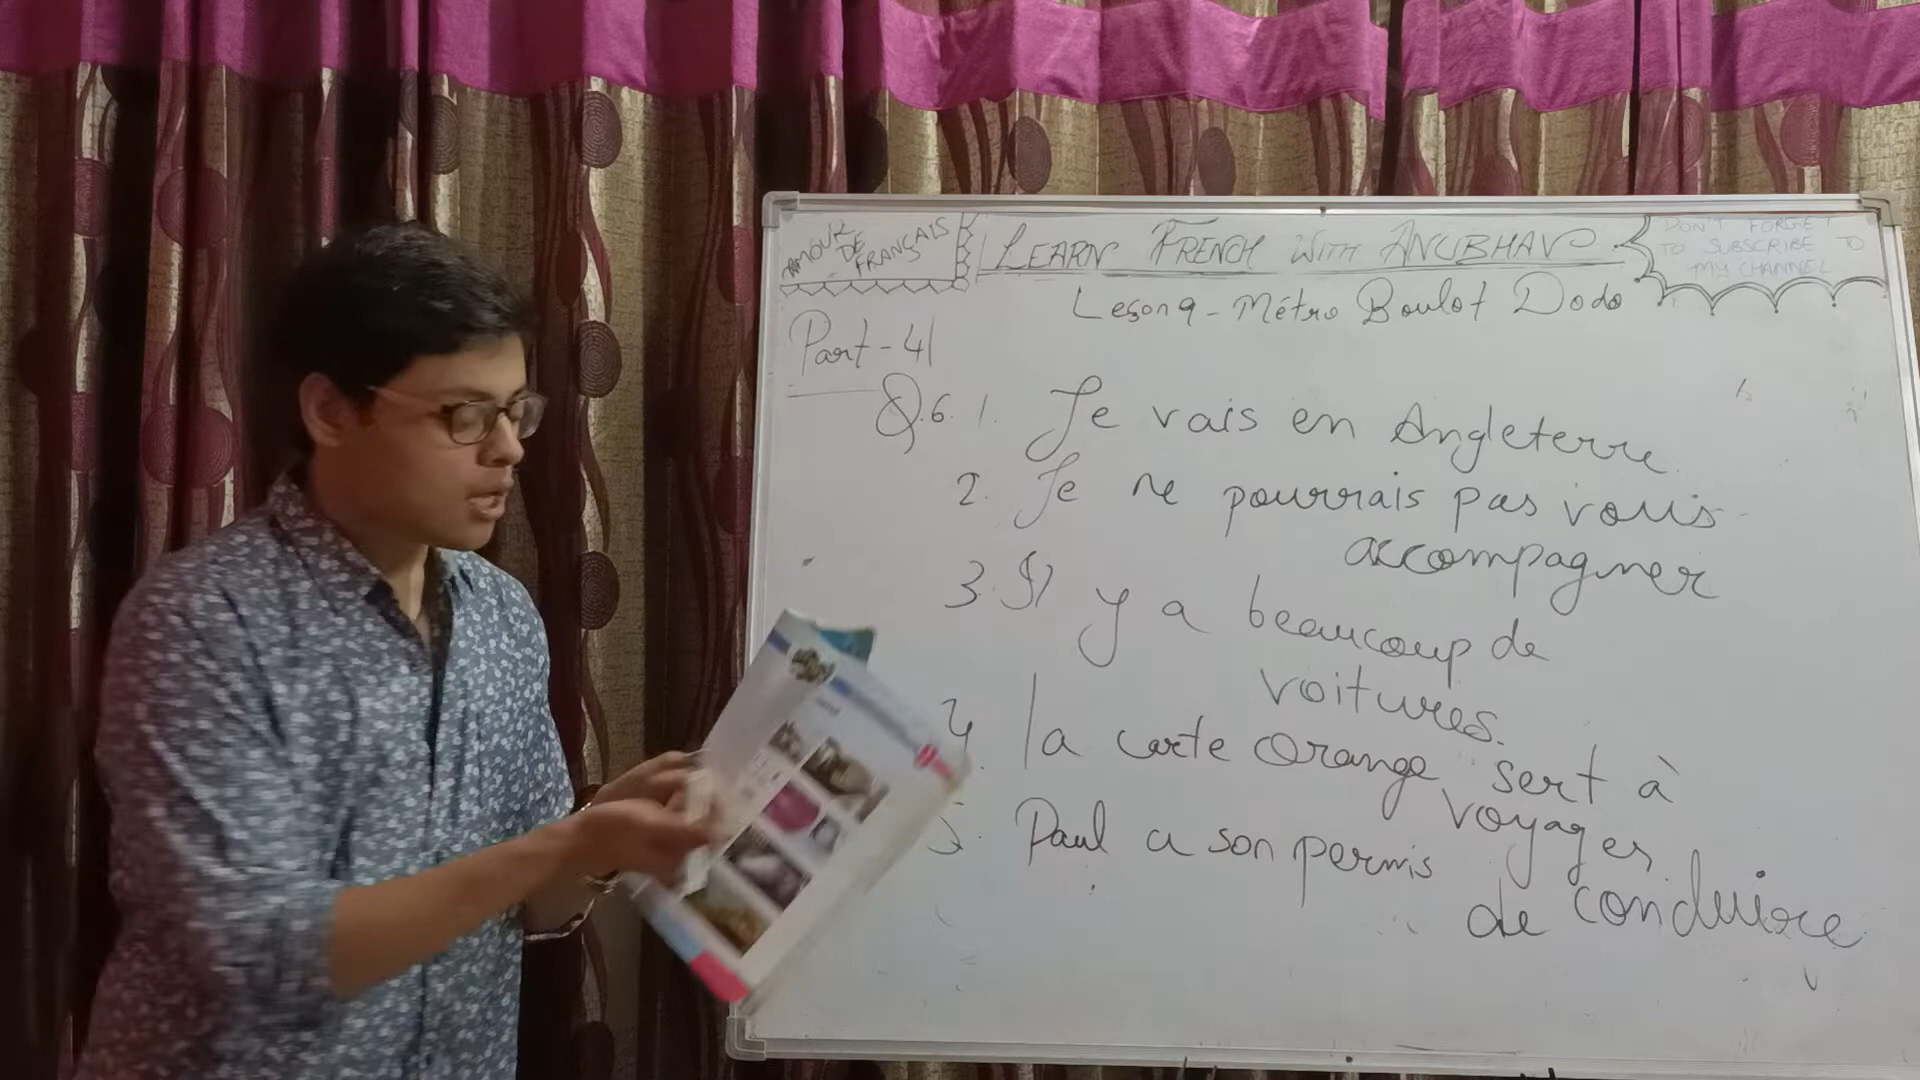 AMOUR
DE
FRANÇAIS
LEARN FRENCH WITH ANUBHAV
DON'T FORGET
TO SUBSCRIBE TO
MY CHANNEL
Leçon 9 - Métro Boulot Dodo
Part - 4
Q.6. 1. Je vais en Angleterre.
2. Je ne pourrais pas vous
accompagner
3. Il y a beaucoup de
voitures.
4. la carte Orange sert à
voyager
5. Paul a son permis
de conduire